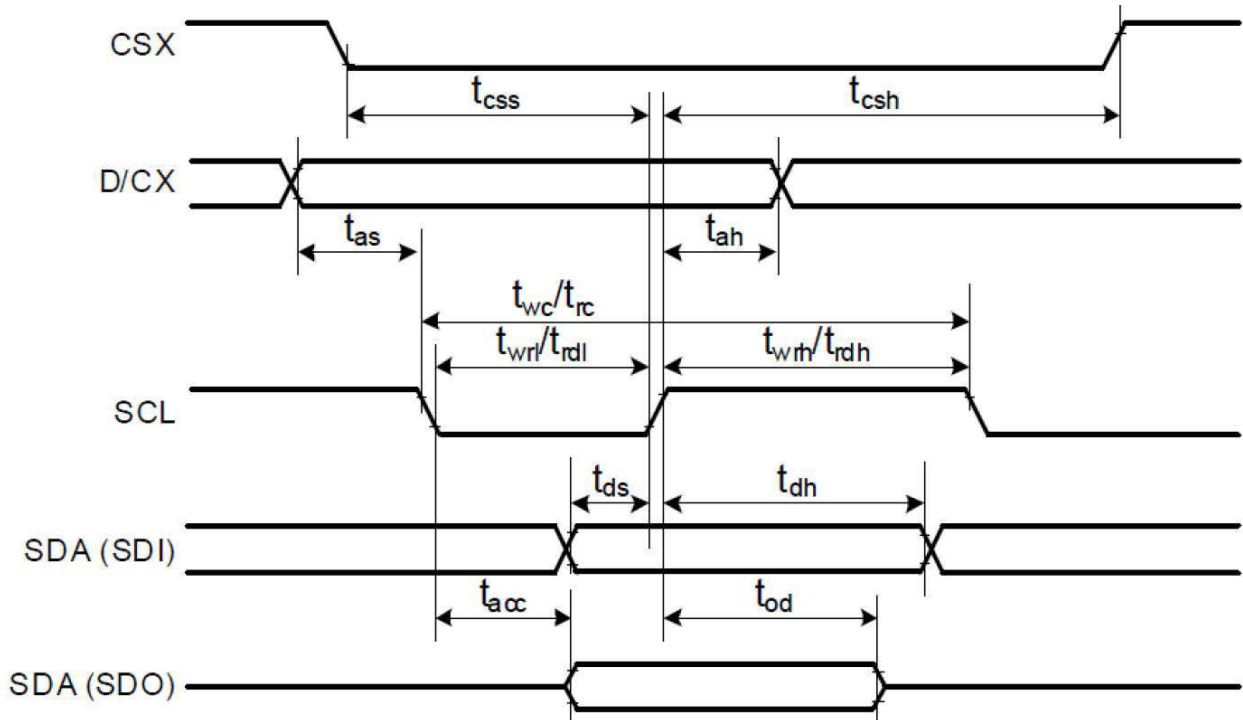 CSX
tcss
tcsh
D/CX
tas
tah
twc/trc
twrl/trdl
twrh/trdh
SCL
tds
tdh
SDA (SDI)
tacc
tod
SDA (SDO)